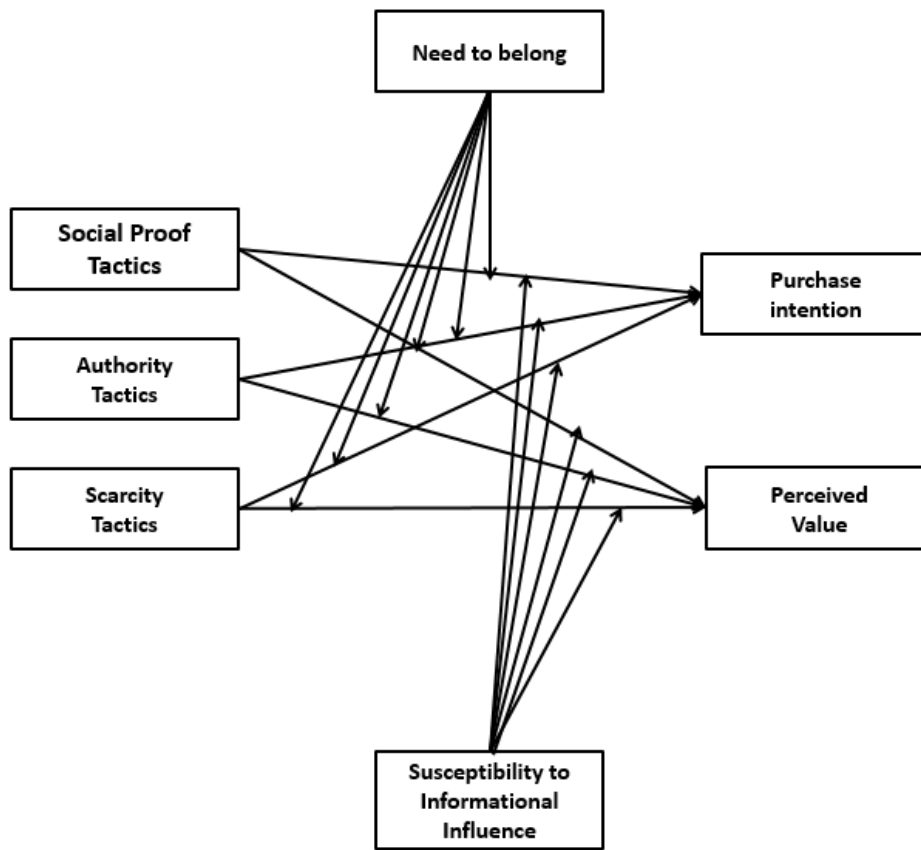 Need to belong
Social Proof
Tactics
Purchase
intention
Authority
Tactics
Scarcity
Tactics
Perceived
Value
Susceptibility to
Informational
Influence